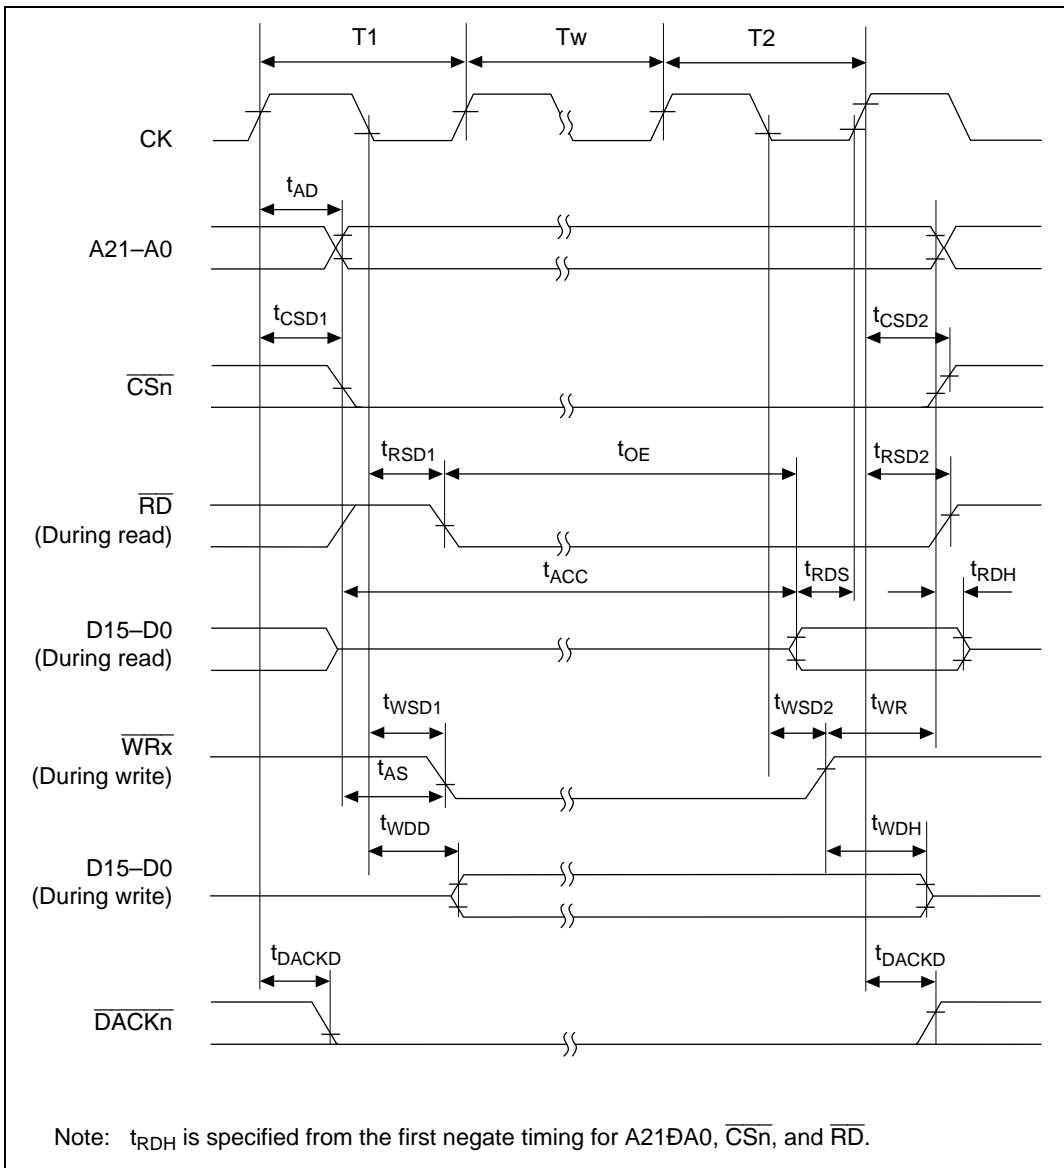 T1 Tw T2
CK
tAD
A21–A0
tCSD1 tCSD2
CSn
tRSD1 tOE tRSD2
RD
(During read)
tACC tRDS tRDH
D15–D0
(During read)
tWSD1 tWSD2 tWR
WRx
(During write)
tAS
tWDD tWDH
D15–D0
(During write)
tDACKD tDACKD
DACKn
Note: tRDH is specified from the first negate timing for A21ÐA0, CSn, and RD.